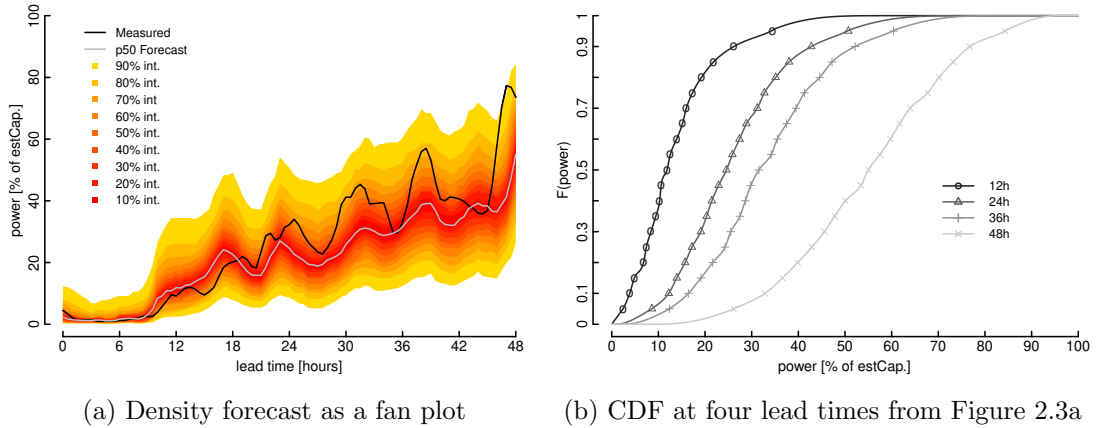 Measured
p50 Forecast
90% int.
80% int.
70% int
60% int.
50% int.
40% int.
30% int.
20% int.
10% int.
power [% of estCap.]
0 20 40 60 80 100
0 6 12 18 24 30 36 42 48
lead time [hours]
(a) Density forecast as a fan plot
F(power)
0 0.1 0.3 0.5 0.7 0.9 1
12h
24h
36h
48h
0 10 20 30 40 50 60 70 80 90 100
power [% of estCap.]
(b) CDF at four lead times from Figure 2.3a